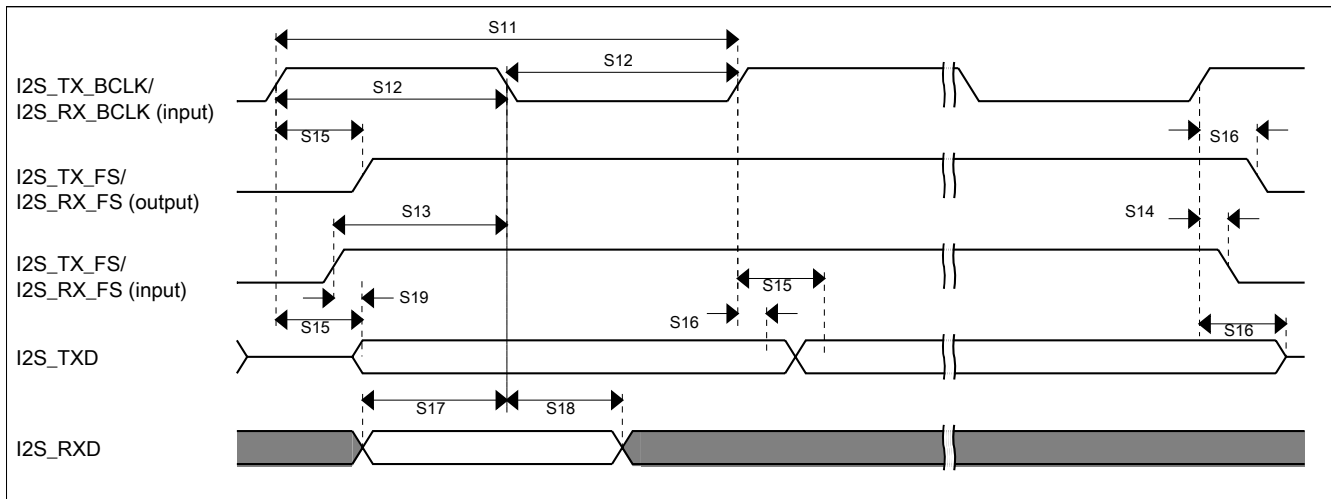 S11
S12
I2S_TX_BCLK/
I2S_RX_BCLK (input)
S12
S15
S16
I2S_TX_FS/
I2S_RX_FS (output)
S13
S14
I2S_TX_FS/
I2S_RX_FS (input)
S15
S19
S15
S16
S16
I2S_TXD
S17
S18
I2S_RXD